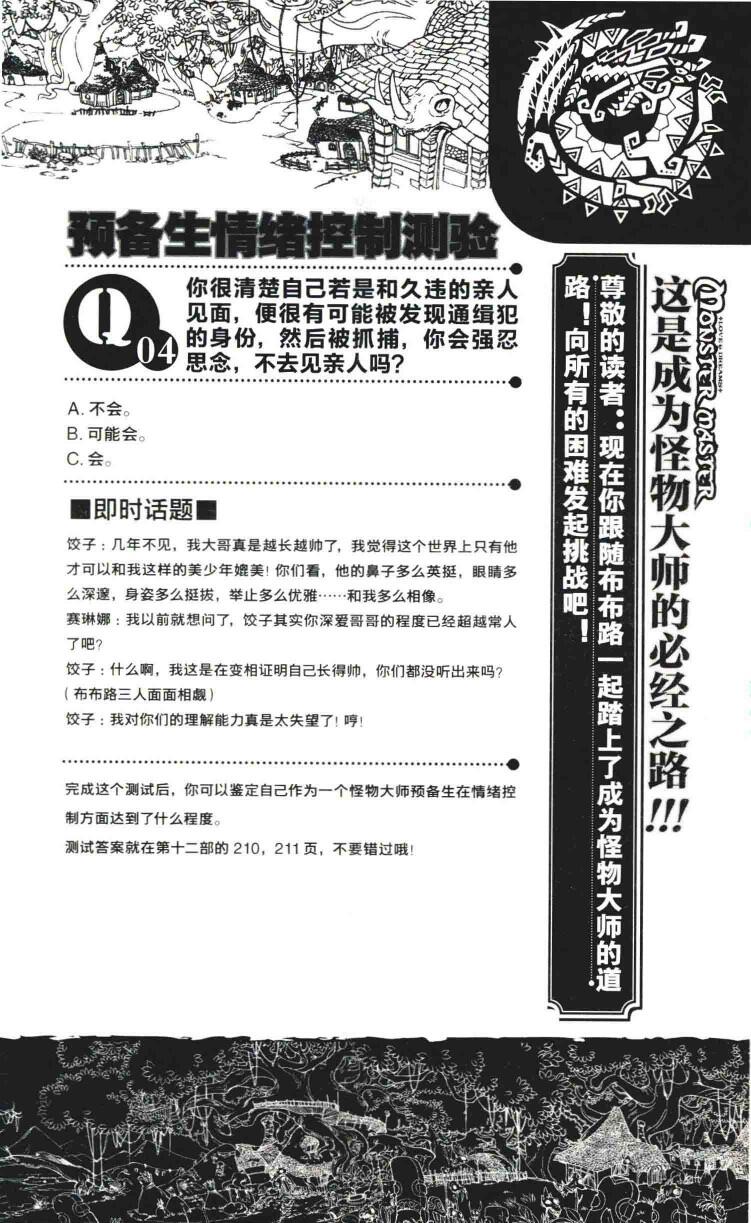 预备生情绪控制测验
Q04
你很清楚自己若是和久违的亲人
见面，便很有可能被发现通缉犯
的身份，然后被抓捕，你会强忍
思念，不去见亲人吗？
A. 不会。
B. 可能会。
C. 会。
■即时话题■
饺子：几年不见，我大哥真是越长越帅了，我觉得这个世界上只有他
才可以和我这样的美少年媲美！你们看，他的鼻子多么英挺，眼睛多
么深邃，身姿多么挺拔，举止多么优雅……和我多么相像。
赛琳娜：我以前就想问了，饺子其实你深爱哥哥的程度已经超越常人
了吧？
饺子：什么啊，我这是在变相证明自己长得帅，你们都没听出来吗？
（布布路三人面面相觑）
饺子：我对你们的理解能力真是太失望了！哼！
完成这个测试后，你可以鉴定自己作为一个怪物大师预备生在情绪控
制方面达到了什么程度。
测试答案就在第十二部的 210，211 页，不要错过哦！
MONSTER MASTER
LOVE & DREAMS
这是成为怪物大师的必经之路!!!
尊敬的读者：现在你跟随布布路一起踏上了成为怪物大师的道
路！向所有的困难发起挑战吧！